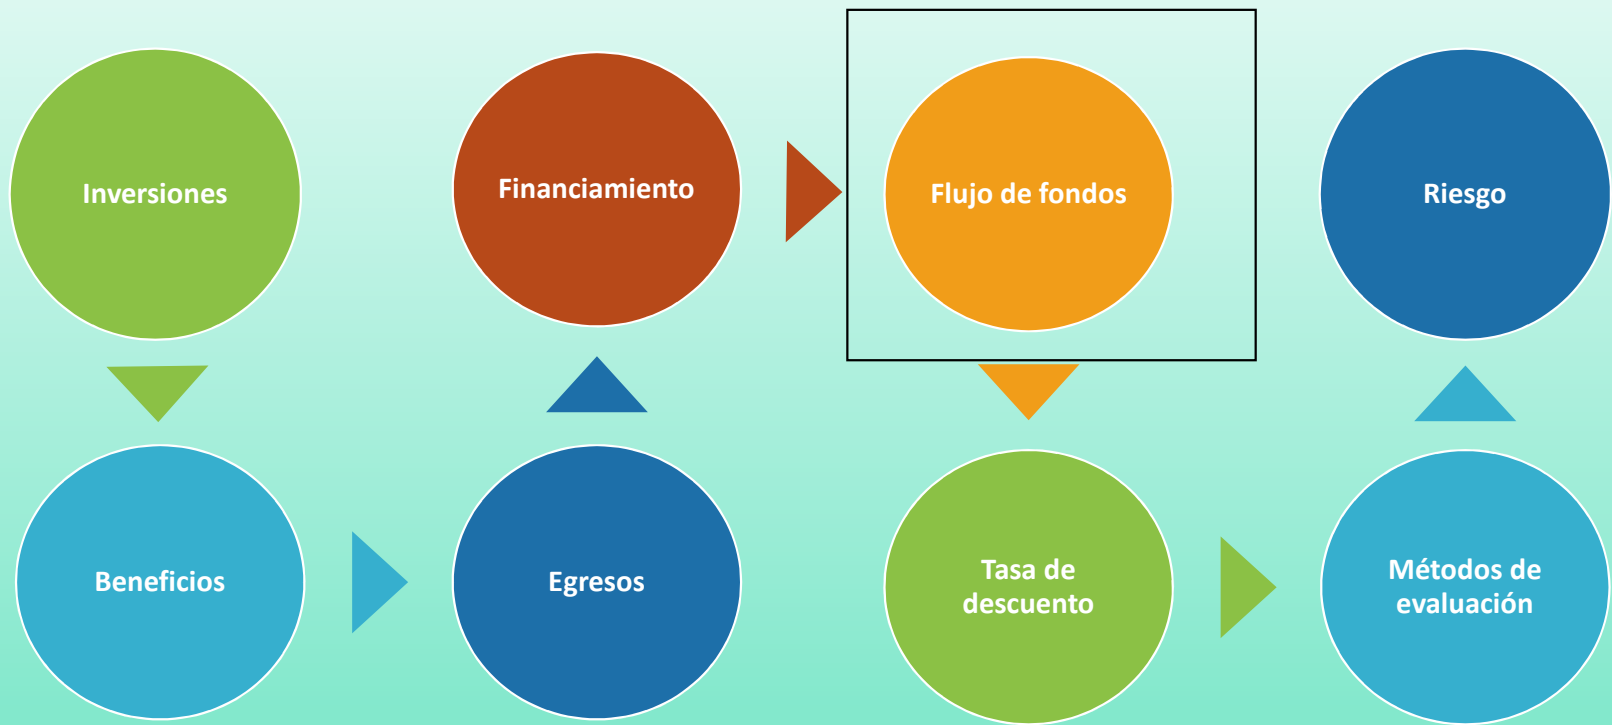 Inversiones
Financiamiento
Flujo de fondos
Riesgo
Beneficios
Egresos
Tasa de
descuento
Métodos de
evaluación